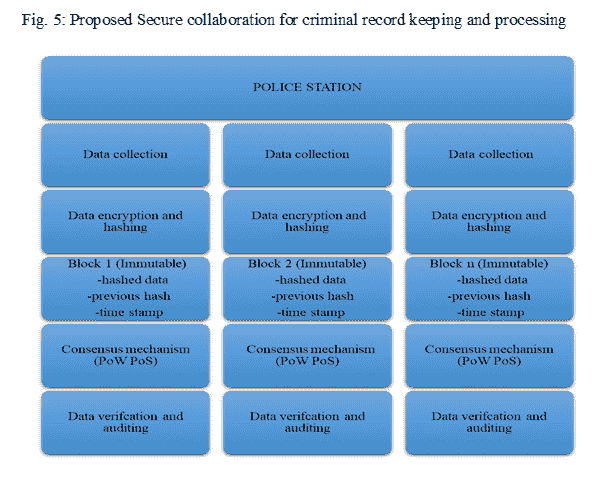 Fig. 5: Proposed Secure collaboration for criminal record keeping and processing
POLICE STATION
Data collection
Data collection
Data collection
Data encryption and
hashing
Data encryption and
hashing
Data encryption and
hashing
Block 1 (Immutable)
-hashed data
-previous hash
-time stamp
Block 2 (Immutable)
-hashed data
-previous hash
-time stamp
Block n (Immutable)
-hashed data
-previous hash
-time stamp
Consensus mechanism
(PoW PoS)
Consensus mechanism
(PoW PoS)
Consensus mechanism
(PoW PoS)
Data verifcation and
auditing
Data verifcation and
auditing
Data verifcation and
auditing